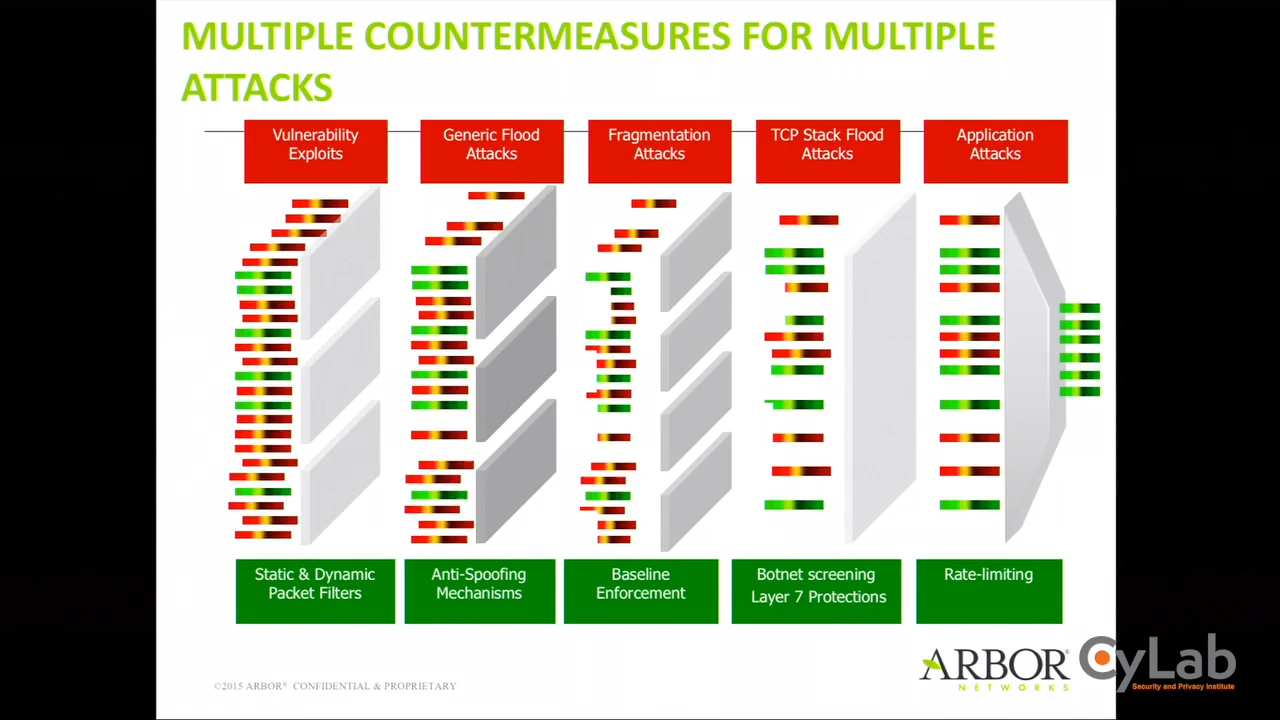 MULTIPLE COUNTERMEASURES FOR MULTIPLE
ATTACKS
Vulnerability
Exploits
Generic Flood
Attacks
Fragmentation
Attacks
TCP Stack Flood
Attacks
Application
Attacks
Static & Dynamic
Packet Filters
Anti-Spoofing
Mechanisms
Baseline
Enforcement
Botnet screening
Layer 7 Protections
Rate-limiting
©2015 ARBOR® CONFIDENTIAL & PROPRIETARY
ARBOR®
NETWORKS
CyLab
Security and Privacy Institute